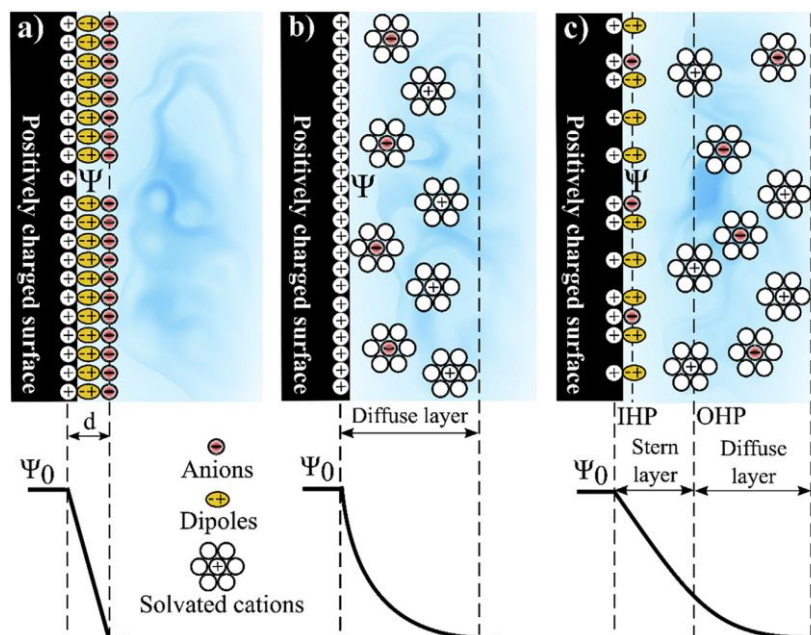 a)
Positively charged surface
Ψ
d
Ψ0
b)
Positively charged surface
Ψ
Diffuse layer
Ψ0
c)
Positively charged surface
Ψ
IHP
OHP
Stern
layer
Diffuse
layer
Ψ0
Anions
Dipoles
Solvated cations